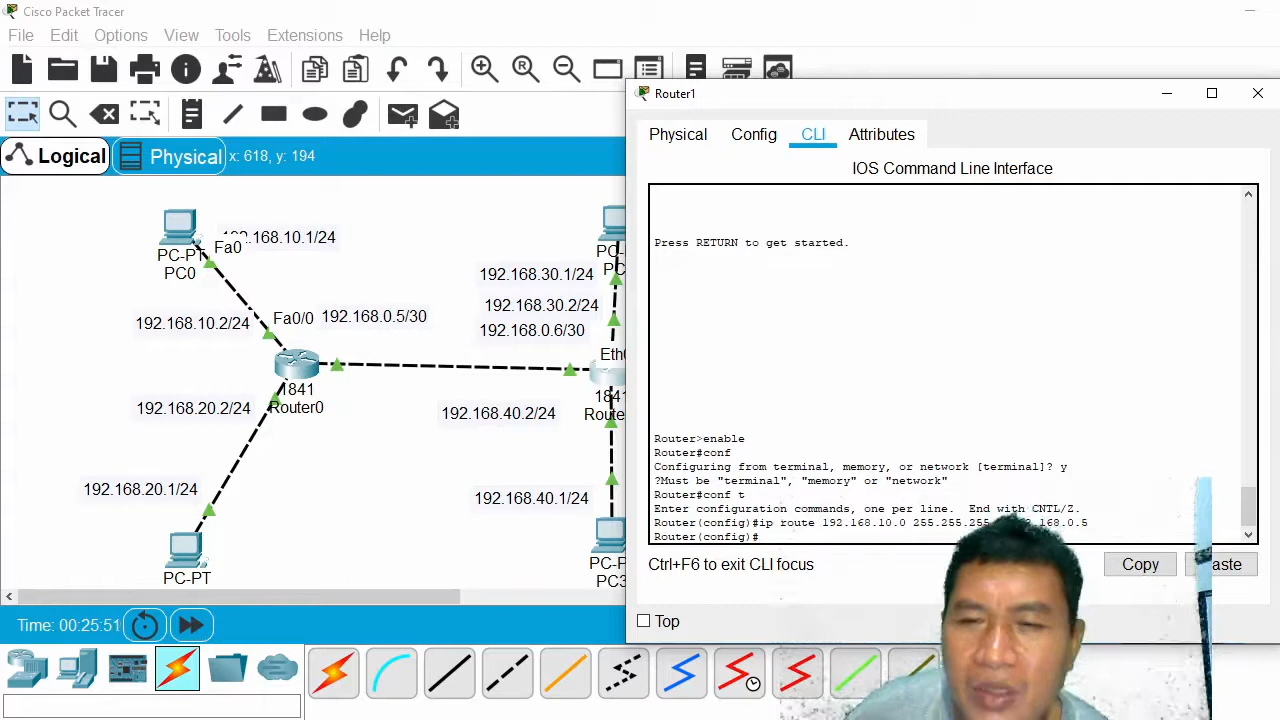 Cisco Packet Tracer
File Edit Options View Tools Extensions Help
Logical
Physical
x: 618, y: 194
.168.10.1/24
Fa0
PC-PT
PC0
192.168.10.2/24
Fa0/0
192.168.0.5/30
1841
Router0
192.168.20.2/24
192.168.20.1/24
PC-PT
192.168.30.1/24
192.168.30.2/24
192.168.0.6/30
192.168.40.2/24
192.168.40.1/24
Time: 00:25:51
Router1
Physical Config CLI Attributes
IOS Command Line Interface
Press RETURN to get started.
Router>enable
Router#conf
Configuring from terminal, memory, or network [terminal]? y
?Must be "terminal", "memory" or "network"
Router#conf t
Enter configuration commands, one per line. End with CNTL/Z.
Router(config)#ip route 192.168.10.0 255.255.255. .168.0.5
Router(config)#
Ctrl+F6 to exit CLI focus
Copy
Top